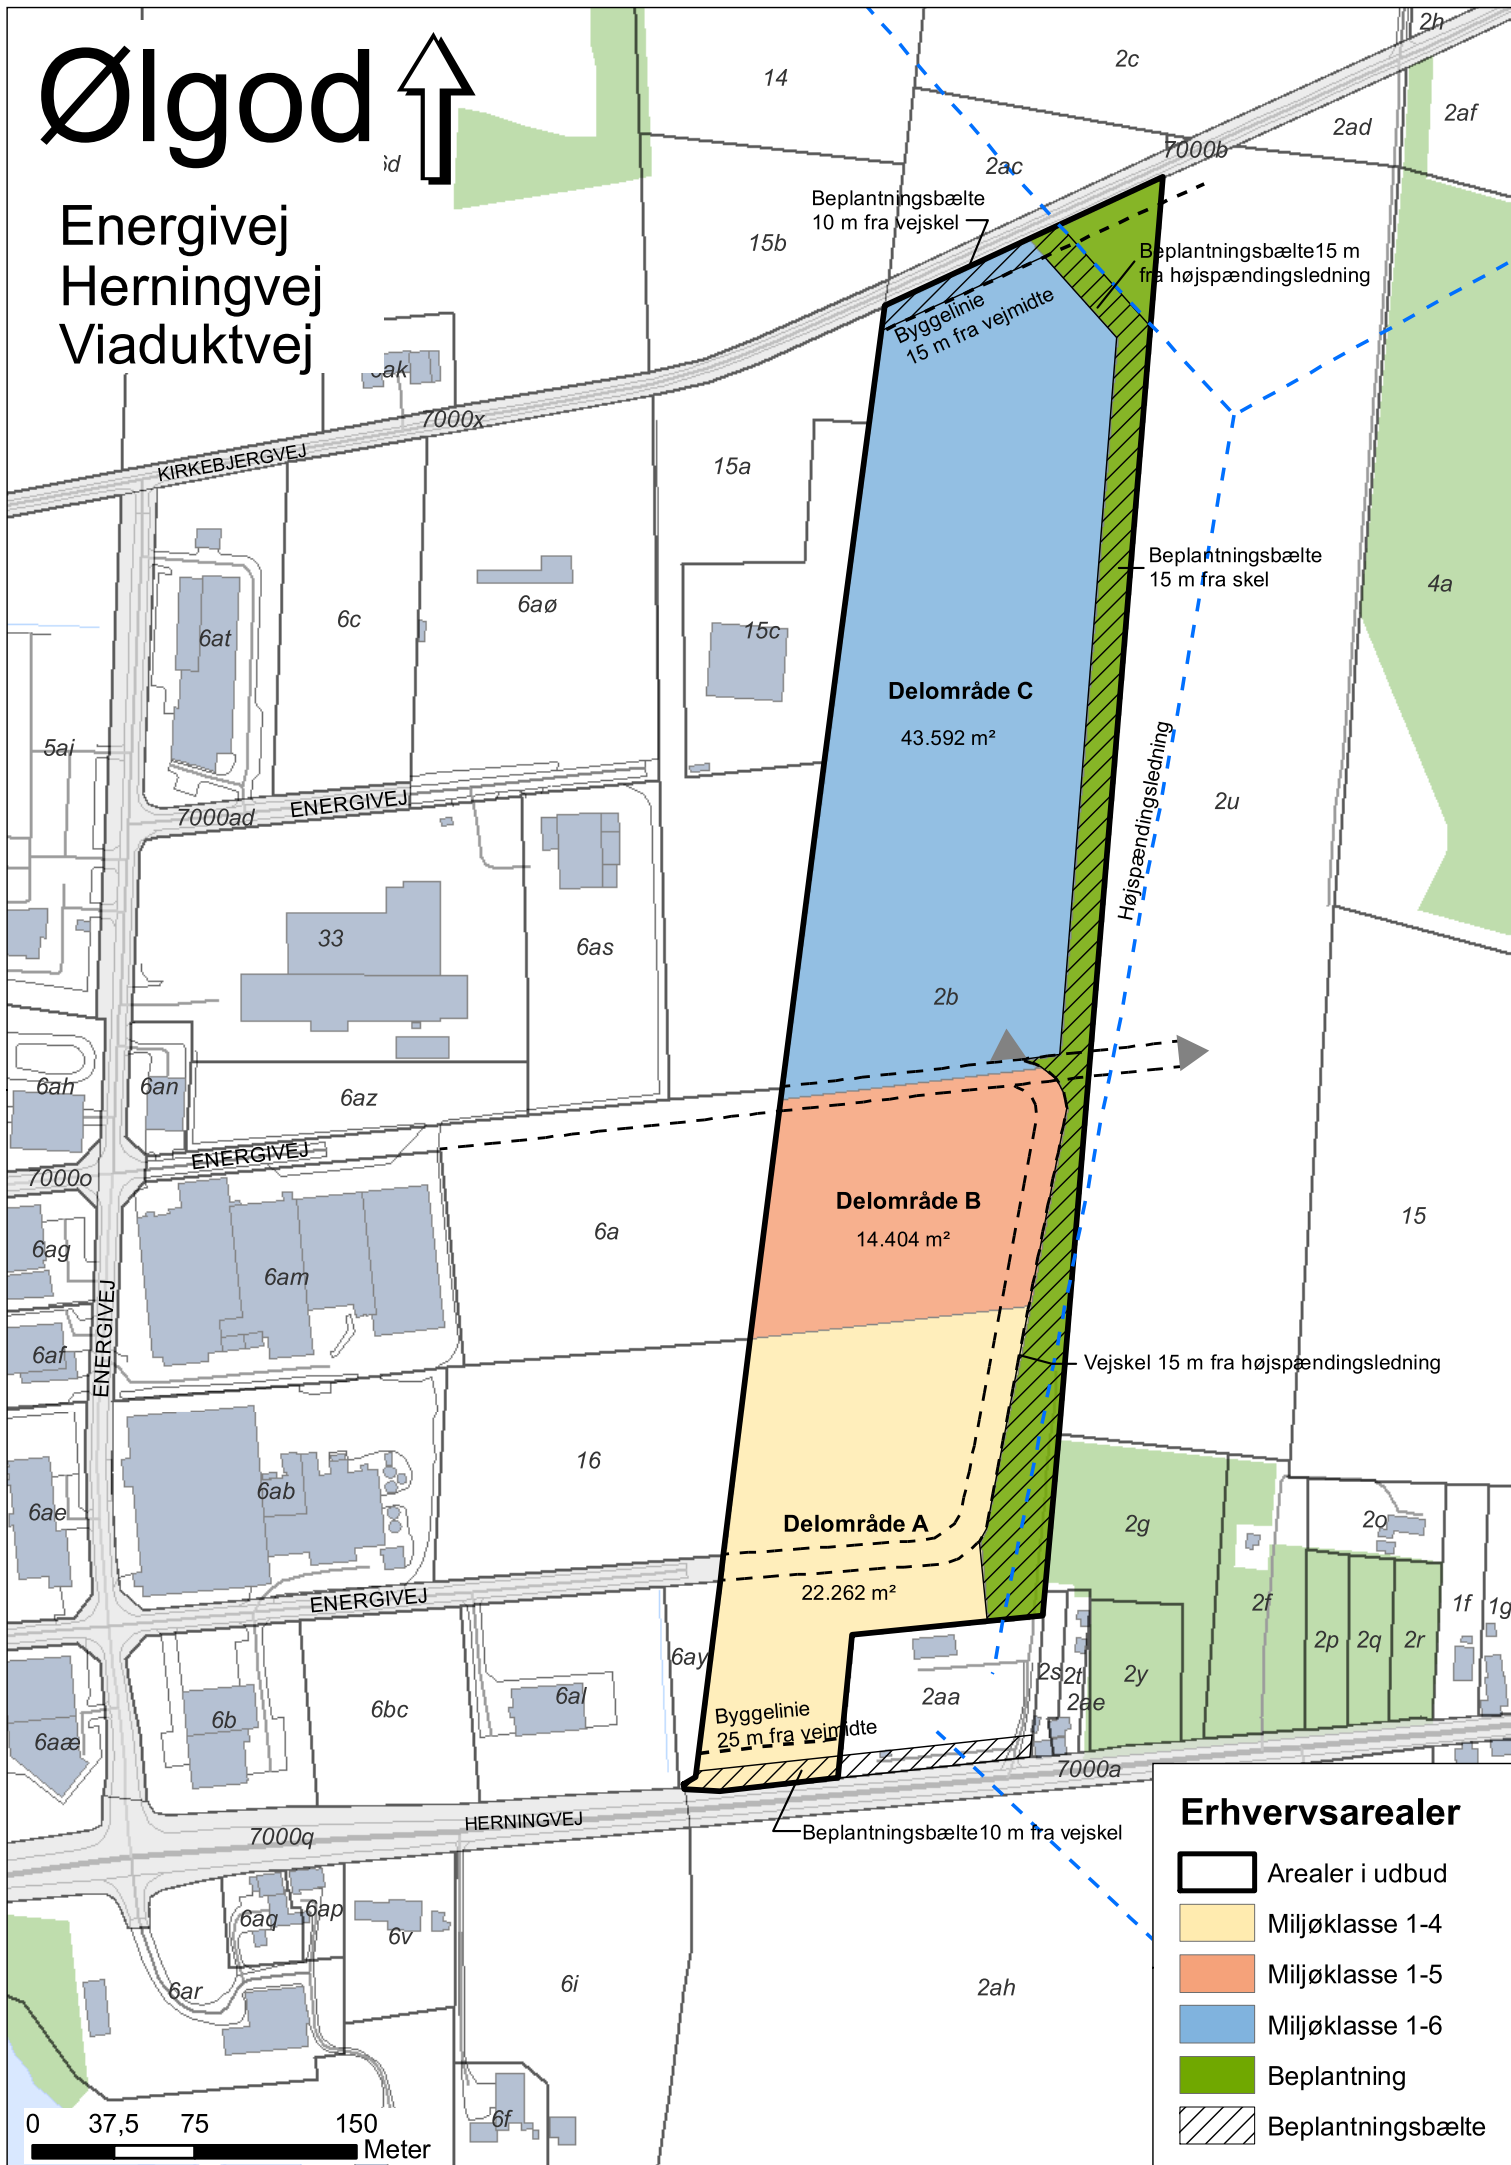 Ølgod
Energivej
Herningvej
Viaduktvej
14
2c
2h
2ad
2af
7000b
2ac
6d
15b
Beplantningsbælte
10 m fra vejskel
Beplantningsbælte15 m
fra højspændingsledning
Byggelinie
15 m fra vejmidte
6ak
7000x
KIRKEBJERGVEJ
15a
Beplantningsbælte
15 m fra skel
4a
6c
6aø
6at
15c
Delområde C
43.592 m²
5ai
Højspændingsledning
2u
7000ad
ENERGIVEJ
33
6as
2b
6ah
6an
6az
ENERGIVEJ
7000o
Delområde B
14.404 m²
6a
15
6ag
6am
ENERGIVEJ
6af
Vejskel 15 m fra højspændingsledning
16
6ab
6ae
Delområde A
22.262 m²
2g
2o
ENERGIVEJ
2f
1f
1g
2p
2q
2r
6ay
2s
2t
2y
2ae
2aa
6al
6bc
6b
6aæ
Byggelinie
25 m fra vejmidte
7000a
HERNINGVEJ
7000q
Beplantningsbælte10 m fra vejskel
6aq
6ap
6v
6ar
6i
2ah
6f
Erhvervsarealer
Arealer i udbud
Miljøklasse 1-4
Miljøklasse 1-5
Miljøklasse 1-6
Beplantning
Beplantningsbælte
0 37,5 75 150
Meter